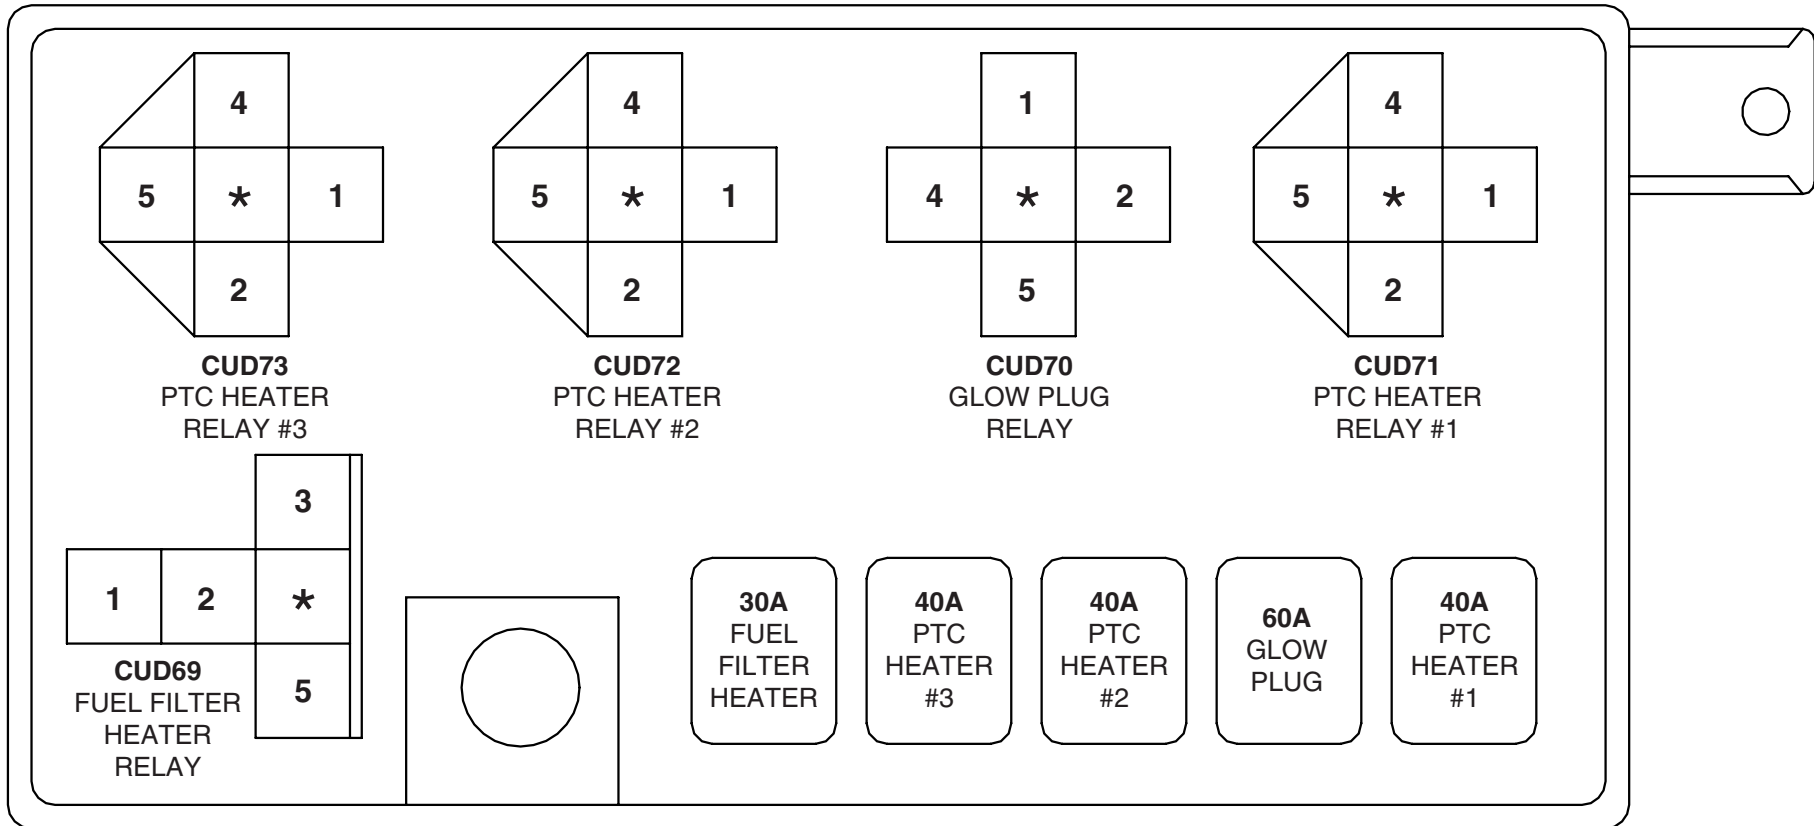 4
5 * 1
2
CUD73
PTC HEATER
RELAY #3
4
5 * 1
2
CUD72
PTC HEATER
RELAY #2
1
4 * 2
5
CUD70
GLOW PLUG
RELAY
4
5 * 1
2
CUD71
PTC HEATER
RELAY #1
3
1 2 *
5
CUD69
FUEL FILTER
HEATER
RELAY
30A
FUEL
FILTER
HEATER
40A
PTC
HEATER
#3
40A
PTC
HEATER
#2
60A
GLOW
PLUG
40A
PTC
HEATER
#1